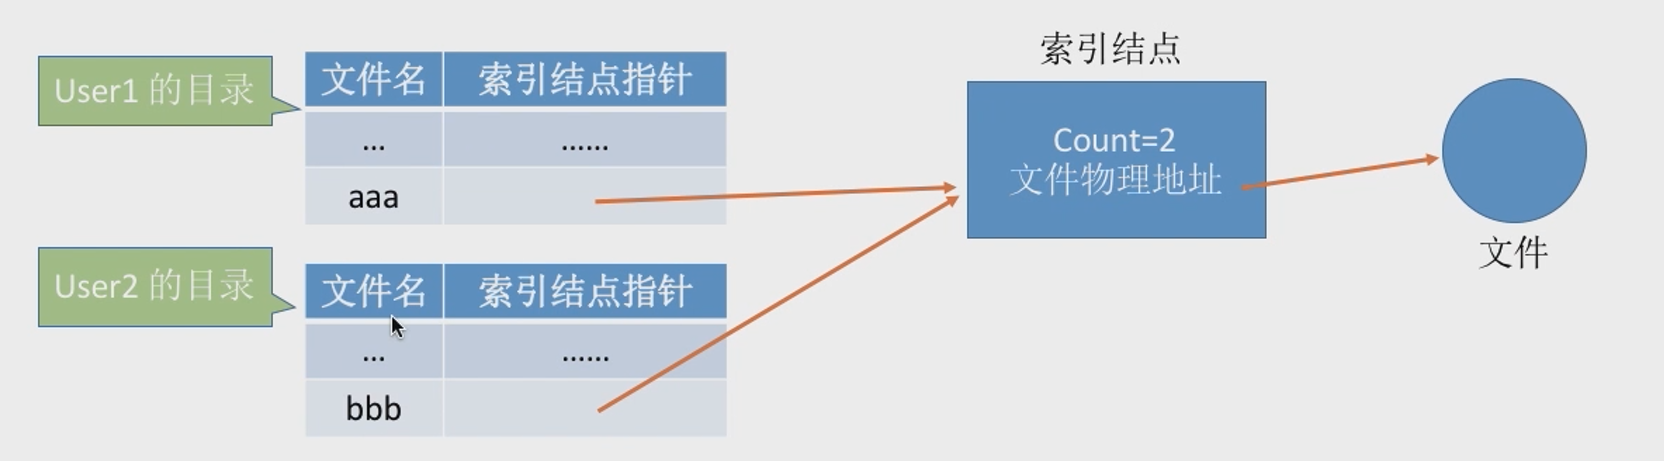 User1 的目录
文件名 索引结点指针
... ......
aaa
User2 的目录
文件名 索引结点指针
... ......
bbb
索引结点
Count=2
文件物理地址
文件